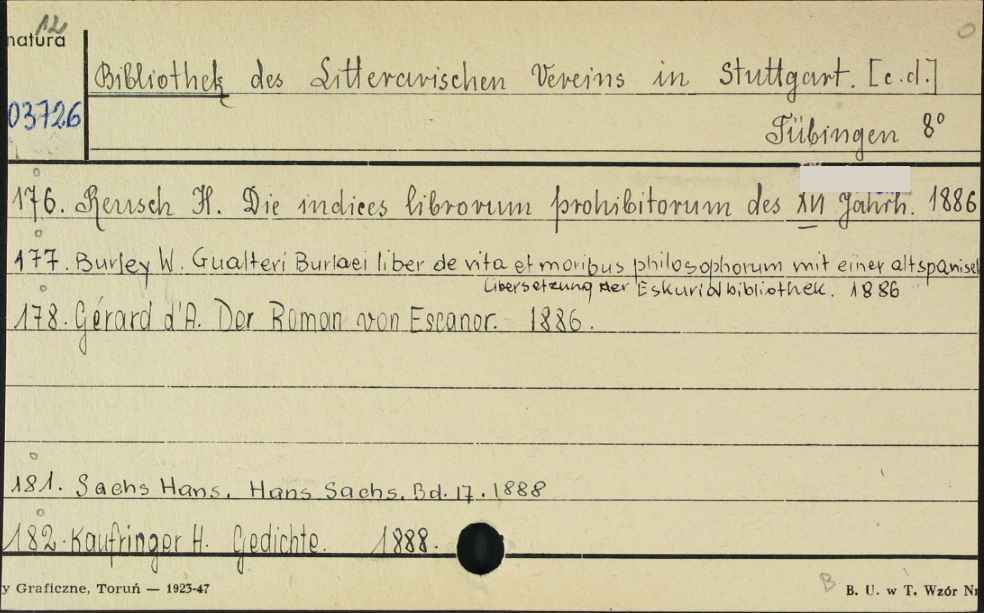 12
natura
Bibliothek des Litterarischen Vereins in Stuttgart. [c.d.]
03726
Tübingen 8°
176. Reusch H. Die indices librorum prohibitorum des Jahrh. 1886
177. Burley W. Gualteri Burlaei liber de vita et moribus philosophorum mit einer altspanisch
Übersetzung der Eskurialbibliothek. 1886
178. Gérard d'A. Der Roman von Escanor. 1886.
181. Sachs Hans. Hans Sachs. Bd. 17. 1888
182. Kaufringer H. Gedichte. 1888.
y Graficzne, Toruń — 1923-47
B B. U. w T. Wzór Nr